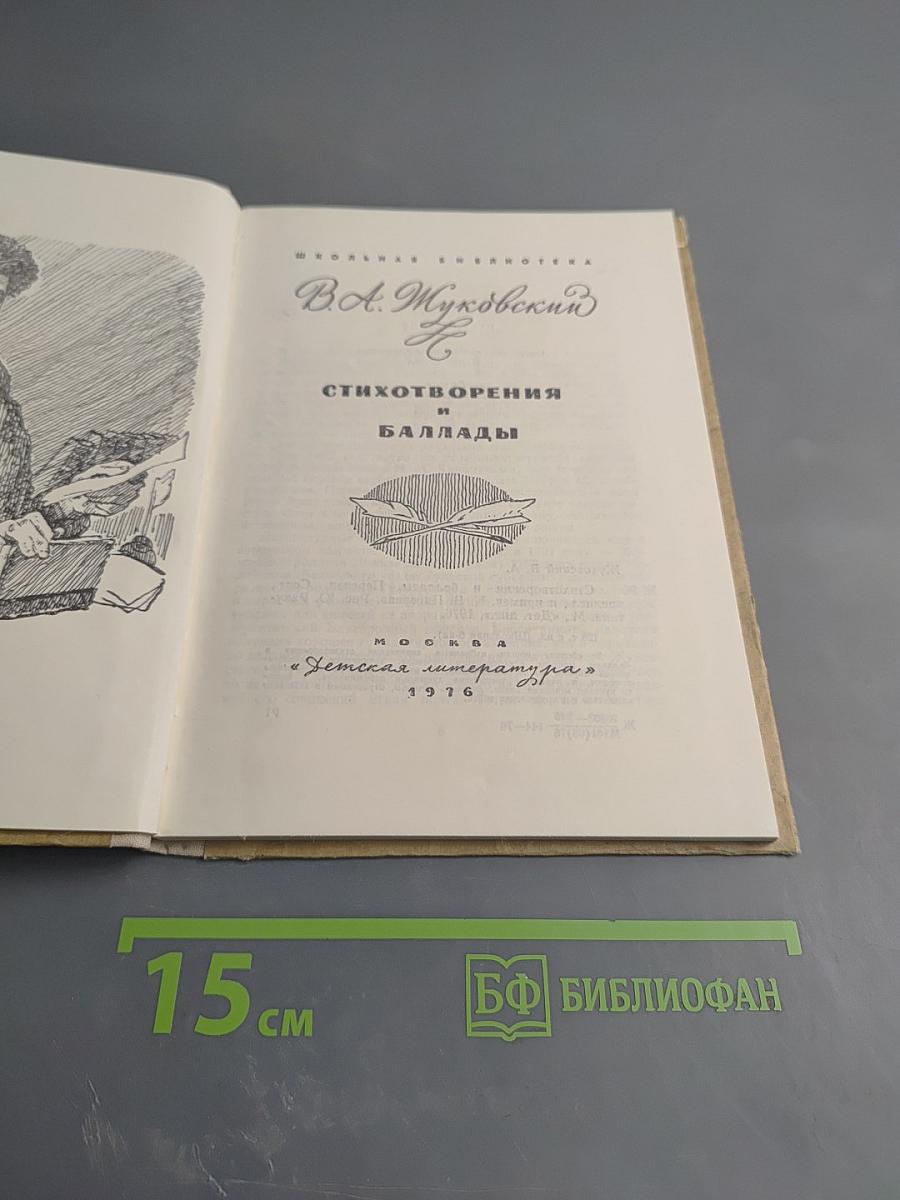 ШКОЛЬНАЯ БИБЛИОТЕКА
В. А. Жуковский
СТИХОТВОРЕНИЯ
И
БАЛЛАДЫ
МОСКВА
«Детская литература»
1976
15 см
БФ БИБЛИОФАН